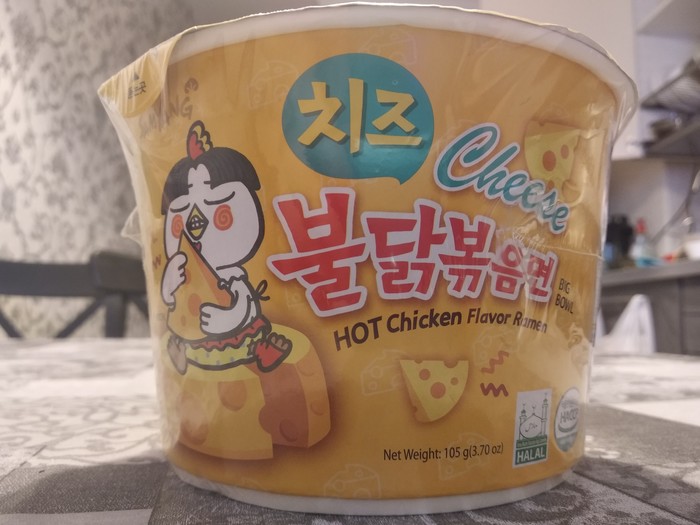 치즈
Cheese
불닭볶음면
BIG
BOWL
HOT Chicken Flavor Ramen
Net Weight: 105 g(3.70 oz)
HALAL